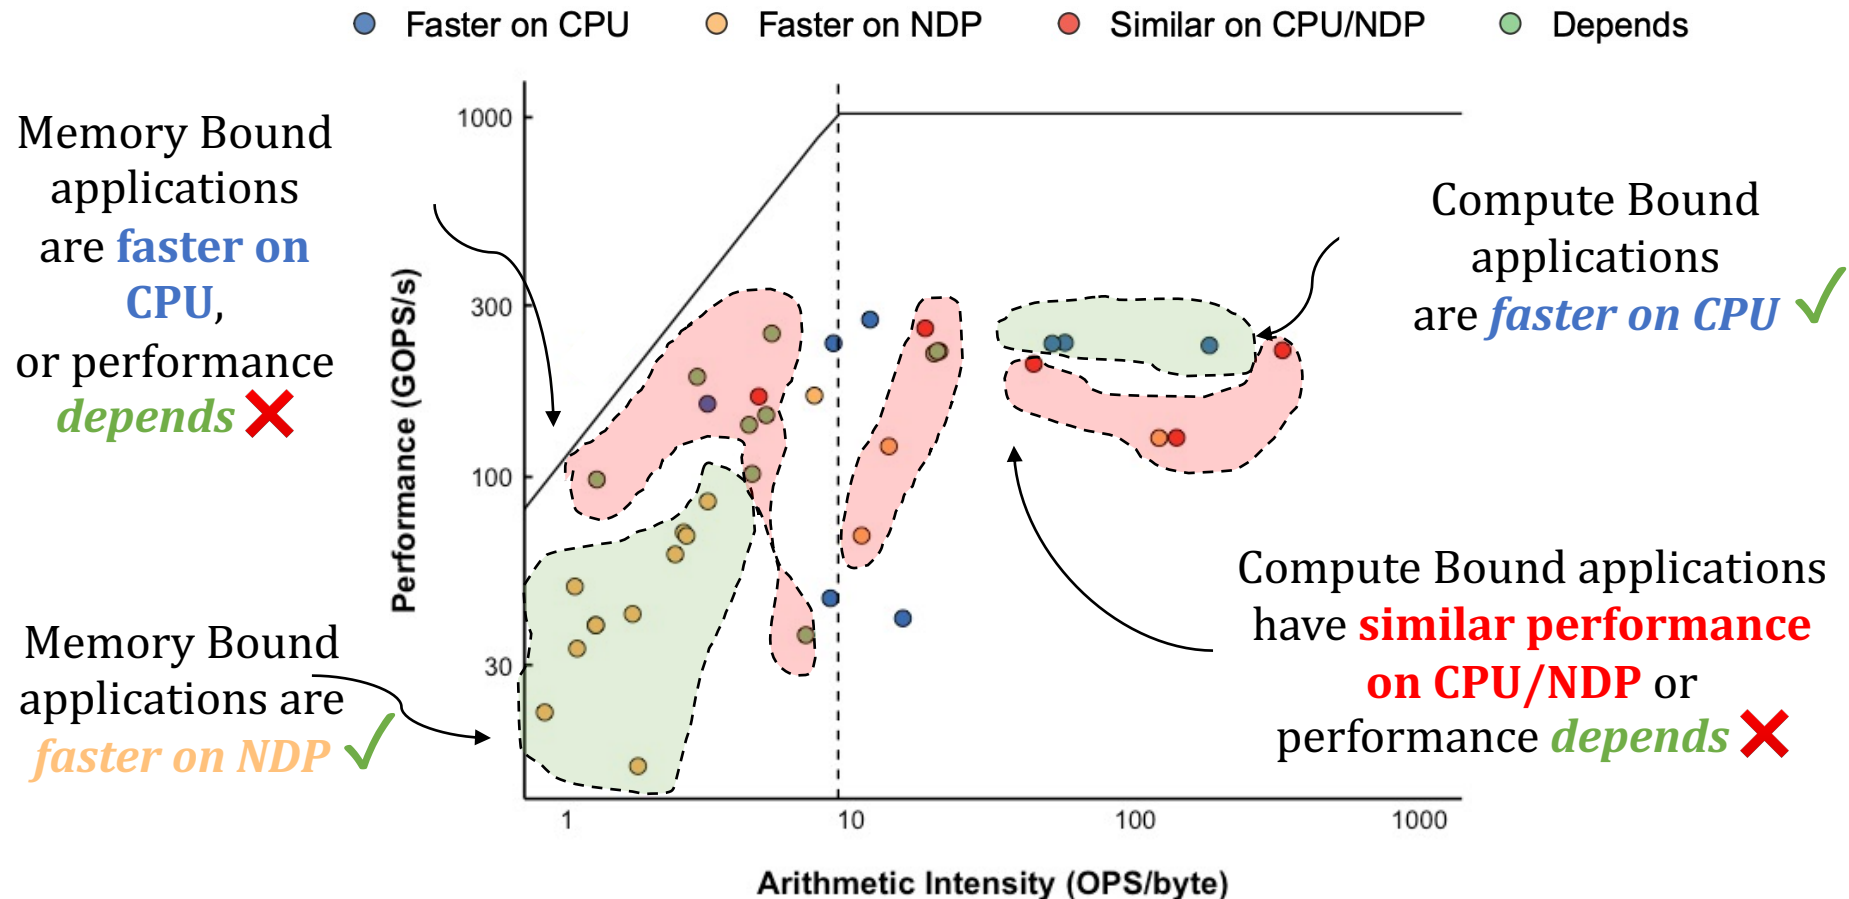 Faster on CPU Faster on NDP Similar on CPU/NDP Depends
Memory Bound
applications
are faster on
CPU,
or performance
depends
Memory Bound
applications are
faster on NDP
Performance (GOPS/s)
1000
300
100
30
1 10 100 1000
Arithmetic Intensity (OPS/byte)
Compute Bound
applications
are faster on CPU
Compute Bound applications
have similar performance
on CPU/NDP or
performance depends